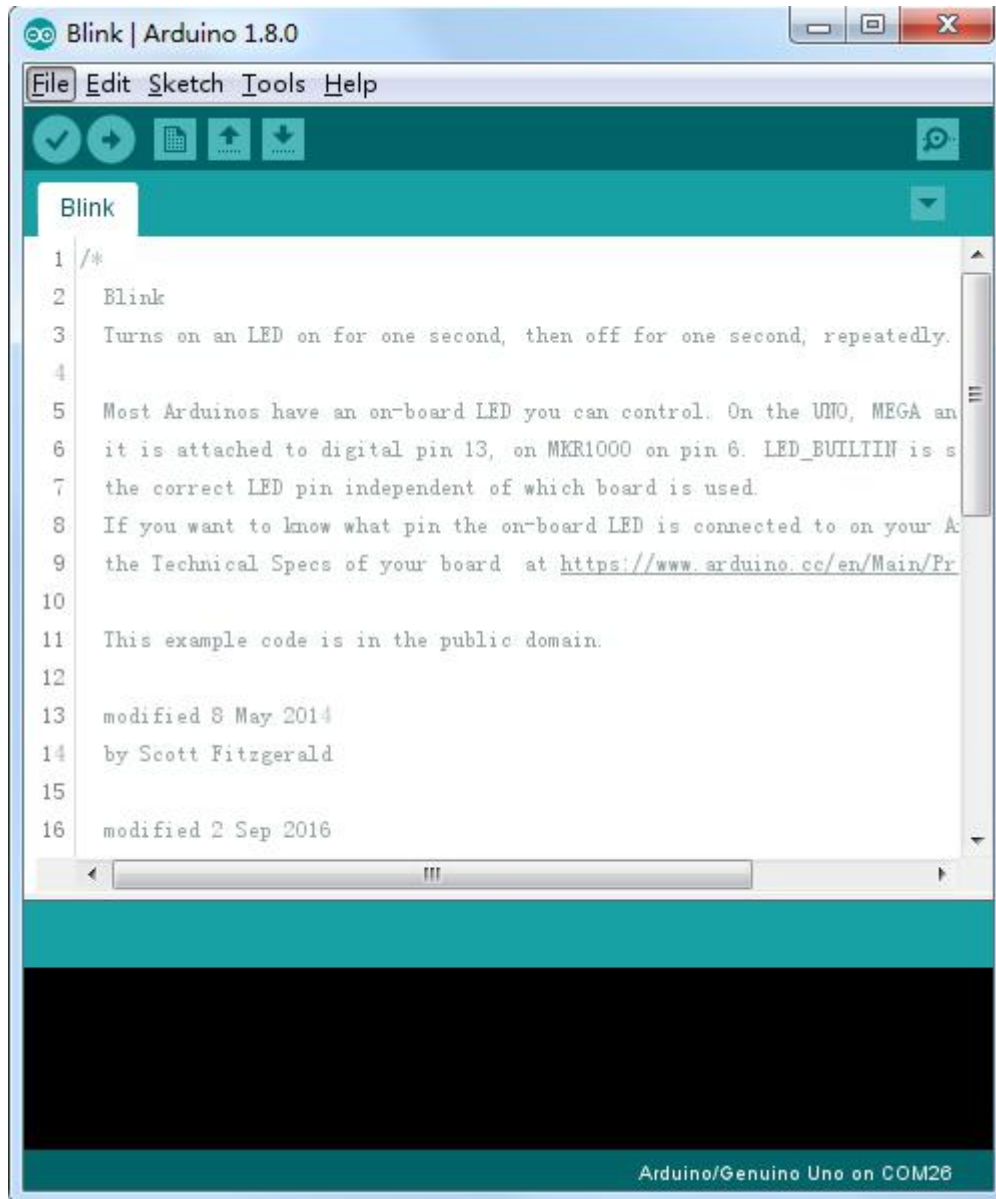 Blink | Arduino 1.8.0
File Edit Sketch Tools Help
Blink
1 /*
2 Blink
3 Turns on an LED on for one second, then off for one second, repeatedly.
4
5 Most Arduinos have an on-board LED you can control. On the UNO, MEGA an
6 it is attached to digital pin 13, on MKR1000 on pin 6. LED_BUILTIN is s
7 the correct LED pin independent of which board is used.
8 If you want to know what pin the on-board LED is connected to on your A
9 the Technical Specs of your board at https://www.arduino.cc/en/Main/Pr
10
11 This example code is in the public domain.
12
13 modified 8 May 2014
14 by Scott Fitzgerald
15
16 modified 2 Sep 2016
Arduino/Genuino Uno on COM26